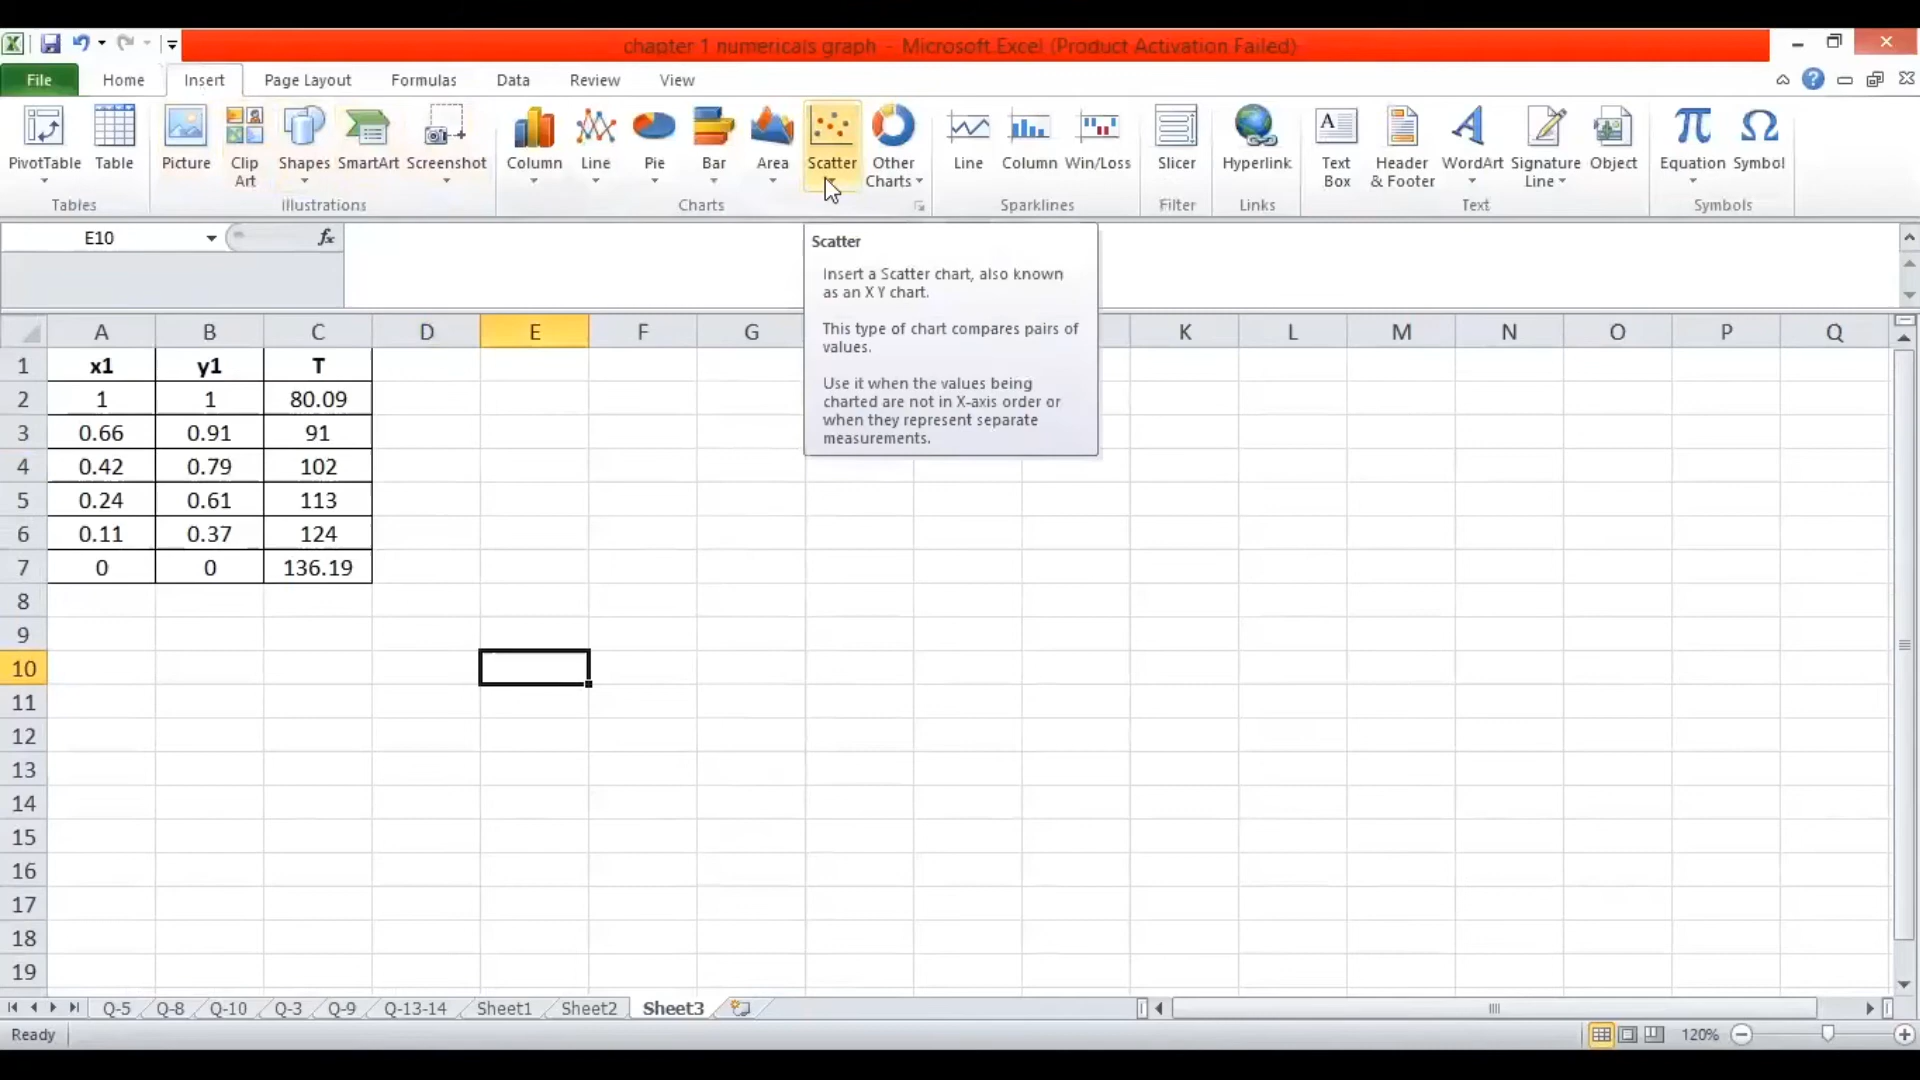 chapter 1 numericals graph - Microsoft Excel (Product Activation Failed)
File Home Insert Page Layout Formulas Data Review View
PivotTable Table Picture Clip Art Shapes SmartArt Screenshot Column Line Pie Bar Area Scatter Other Charts Line Column Win/Loss Slicer Hyperlink Text Box Header & Footer WordArt Signature Line Object Equation Symbol
Tables Illustrations Charts Sparklines Filter Links Text Symbols
E10 fx
Scatter
Insert a Scatter chart, also known
as an X Y chart.
This type of chart compares pairs of
values.
Use it when the values being
charted are not in X-axis order or
when they represent separate
measurements.
A B C D E F G K L M N O P Q
1 x1 y1 T
2 1 1 80.09
3 0.66 0.91 91
4 0.42 0.79 102
5 0.24 0.61 113
6 0.11 0.37 124
7 0 0 136.19
8
9
10
11
12
13
14
15
16
17
18
19
Q-5 Q-8 Q-10 Q-3 Q-9 Q-13-14 Sheet1 Sheet2 Sheet3
Ready 120%